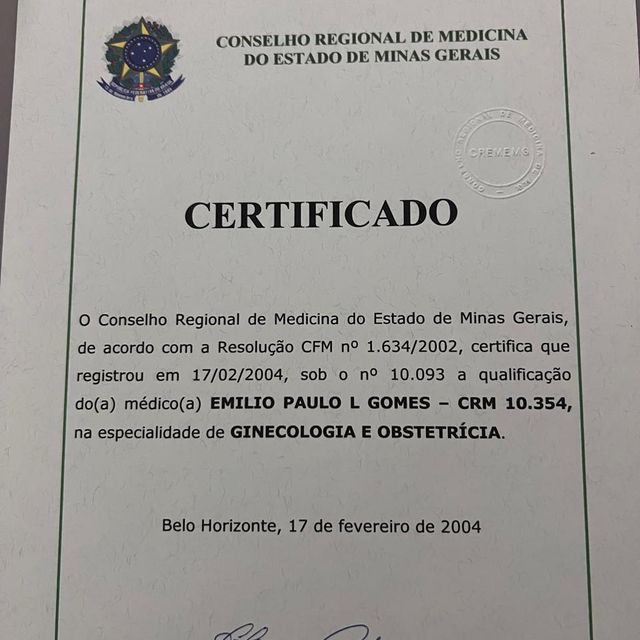 CONSELHO REGIONAL DE MEDICINA
DO ESTADO DE MINAS GERAIS
CREMEMG
CERTIFICADO
O Conselho Regional de Medicina do Estado de Minas Gerais,
de acordo com a Resolução CFM nº 1.634/2002, certifica que
registrou em 17/02/2004, sob o nº 10.093 a qualificação
do(a) médico(a) EMILIO PAULO L GOMES – CRM 10.354,
na especialidade de GINECOLOGIA E OBSTETRÍCIA.
Belo Horizonte, 17 de fevereiro de 2004